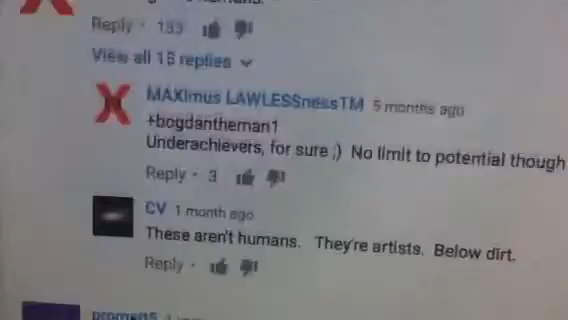 humans.
Reply · 133
View all 16 replies
MAXImus LAWLESSnessTM 5 months ago
+bogdantheman1
Underachievers, for sure ;) No limit to potential though
Reply · 3
CV 1 month ago
These aren't humans. They're artists. Below dirt.
Reply ·